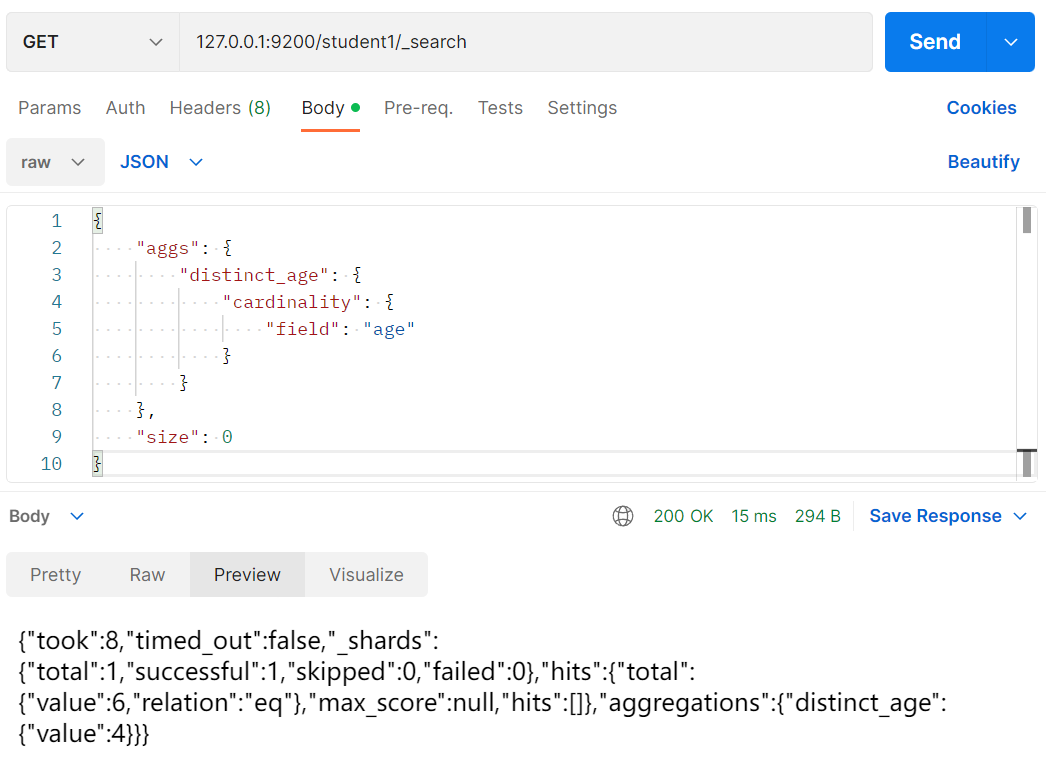 GET 127.0.0.1:9200/student1/_search Send
Params Auth Headers (8) Body Pre-req. Tests Settings Cookies
raw JSON Beautify
1 {
2 "aggs": {
3 "distinct_age": {
4 "cardinality": {
5 "field": "age"
6 }
7 }
8 },
9 "size": 0
10 }
Body 200 OK 15 ms 294 B Save Response
Pretty Raw Preview Visualize
{"took":8,"timed_out":false,"_shards":
{"total":1,"successful":1,"skipped":0,"failed":0},"hits":{"total":
{"value":6,"relation":"eq"},"max_score":null,"hits":[]},"aggregations":{"distinct_age":
{"value":4}}}